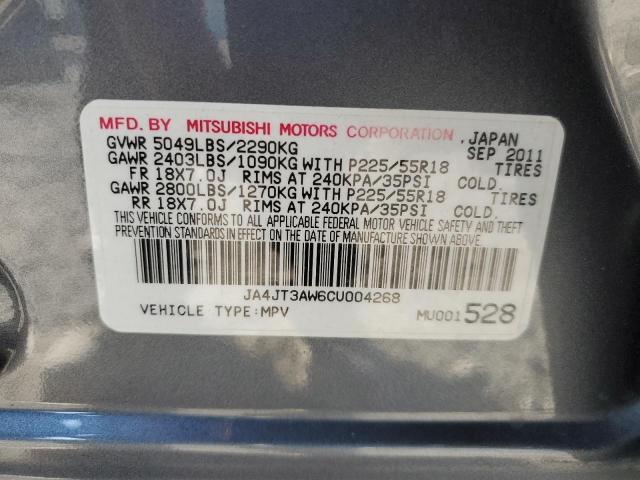 MFD. BY MITSUBISHI MOTORS CORPORATION, JAPAN
GVWR 5049LBS/2290KG SEP 2011
GAWR 2403LBS/1090KG WITH P225/55R18 TIRES
FR 18X7.0J RIMS AT 240KPA/35PSI COLD.
GAWR 2800LBS/1270KG WITH P225/55R18 TIRES
RR 18X7.0J RIMS AT 240KPA/35PSI COLD.
THIS VEHICLE CONFORMS TO ALL APPLICABLE FEDERAL MOTOR VEHICLE SAFETY AND THEFT
PREVENTION STANDARDS IN EFFECT ON THE DATE OF MANUFACTURE SHOWN ABOVE.
JA4JT3AW6CU004268
VEHICLE TYPE:MPV MU001 528